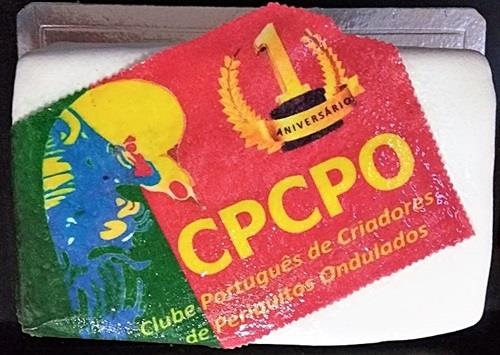 1
ANIVERSÁRIO
CPCPO
Clube Português de Criadores
de Periquitos Ondulados